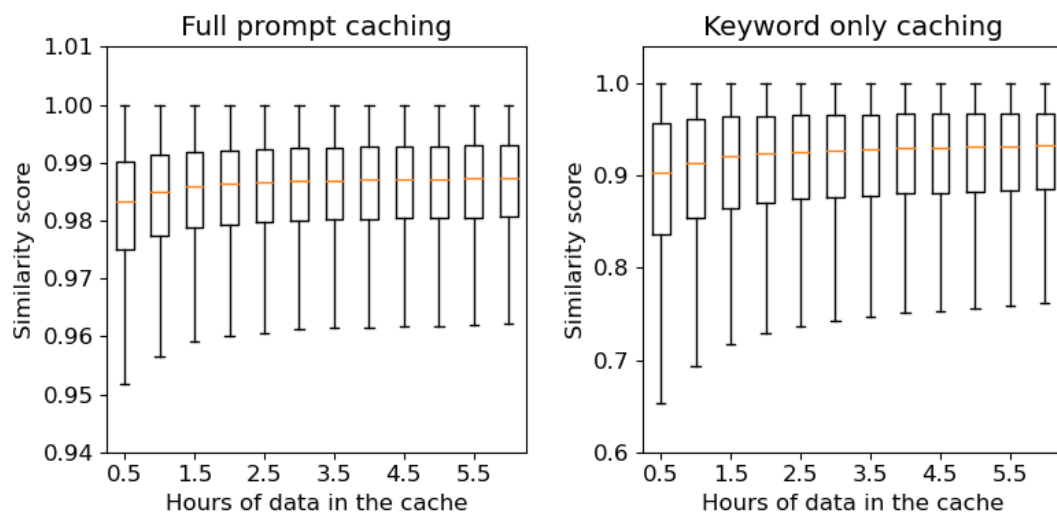 Full prompt caching
1.01
1.00
0.99
0.98
0.97
0.96
0.95
0.94
Similarity score
0.5 1.5 2.5 3.5 4.5 5.5
Hours of data in the cache
Keyword only caching
1.0
0.9
0.8
0.7
0.6
Similarity score
0.5 1.5 2.5 3.5 4.5 5.5
Hours of data in the cache